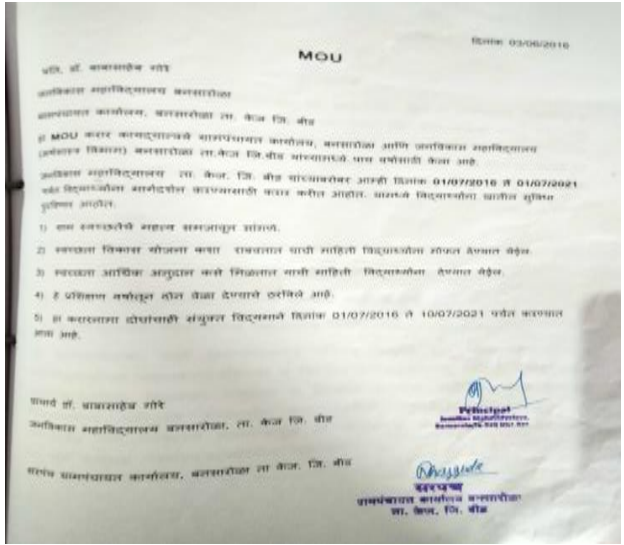 दिनांक 03/06/2016
MOU
प्रति, डॉ. बाबासाहेब गोरे
जनविकास महाविद्यालय बनसारोळा
ग्रामपंचायत कार्यालय, बनसारोळा ता. केज जि. बीड
हा MOU करार कायद्यान्वये ग्रामपंचायत कार्यालय, बनसारोळा आणि जनविकास महाविद्यालय
(अर्थशास्त्र विभाग) बनसारोळा ता.केज जि.बीड यांच्यामध्ये पाच वर्षासाठी केला आहे.
जनविकास महाविद्यालय ता. केज. जि. बीड यांच्याबरोबर आम्ही दिनांक 01/07/2016 ते 01/07/2021
पर्यंत विद्यार्थ्यांना मार्गदर्शन करण्यासाठी करार करीत आहोत. यामध्ये विद्यार्थ्यांना खालील सुविधा
आहोत.
1) ग्राम स्वच्छतेचे महत्व समजावून सांगणे.
2) स्वच्छता विकास योजना कशा राबवतात याची माहिती विद्यार्थ्यांना मोफत देण्यात येईल.
3) स्वच्छता आर्थिक अनुदान कसे मिळतात याची माहिती विद्यार्थ्यांना देण्यात येईल.
4) हे प्रशिक्षण वर्षातून दोन वेळा देण्याचे ठरविले आहे.
5) हा करारनामा दोघांसाठी संयुक्त विद्यमाने दिनांक 01/07/2016 ते 10/07/2021 पर्यंत करण्यात
आला आहे.
प्राचार्य डॉ. बाबासाहेब गोरे
जनविकास महाविद्यालय बनसारोळा, ता. केज जि. बीड
Principal
सरपंच ग्रामपंचायत कार्यालय, बनसारोळा ता केज. जि. बीड
सरपंच
ग्रामपंचायत कार्यालय बनसारोळा
ता. केज, जि. बीड